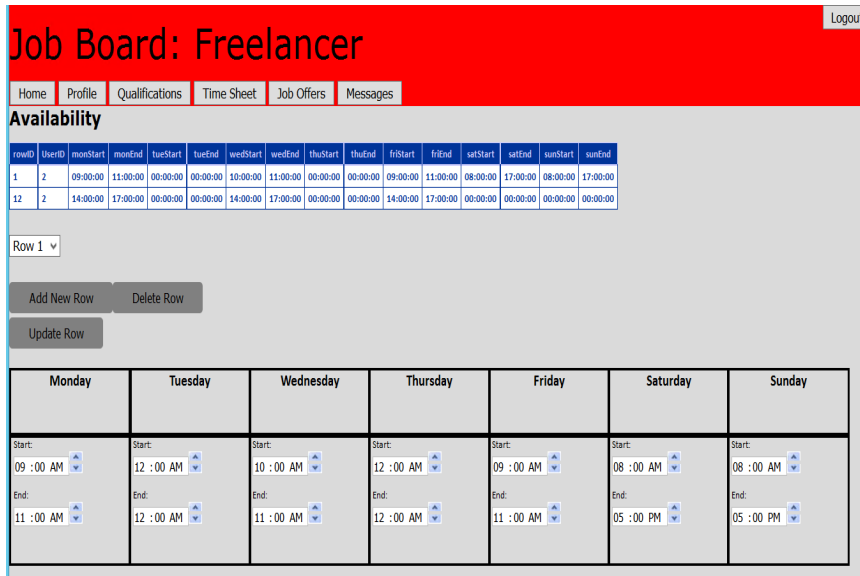 Logou
Job Board: Freelancer
Home Profile Qualifications Time Sheet Job Offers Messages
Availability
rowID UserID monStart monEnd tueStart tueEnd wedStart wedEnd thuStart thuEnd friStart friEnd satStart satEnd sunStart sunEnd
1 2 09:00:00 11:00:00 00:00:00 00:00:00 10:00:00 11:00:00 00:00:00 00:00:00 09:00:00 11:00:00 08:00:00 17:00:00 08:00:00 17:00:00
12 2 14:00:00 17:00:00 00:00:00 00:00:00 14:00:00 17:00:00 00:00:00 00:00:00 14:00:00 17:00:00 00:00:00 00:00:00 00:00:00 00:00:00
Row 1
Add New Row Delete Row
Update Row
Monday Tuesday Wednesday Thursday Friday Saturday Sunday
Start: Start: Start: Start: Start: Start: Start:
09 :00 AM 12 :00 AM 10 :00 AM 12 :00 AM 09 :00 AM 08 :00 AM 08 :00 AM
End: End: End: End: End: End: End:
11 :00 AM 12 :00 AM 11 :00 AM 12 :00 AM 11 :00 AM 05 :00 PM 05 :00 PM